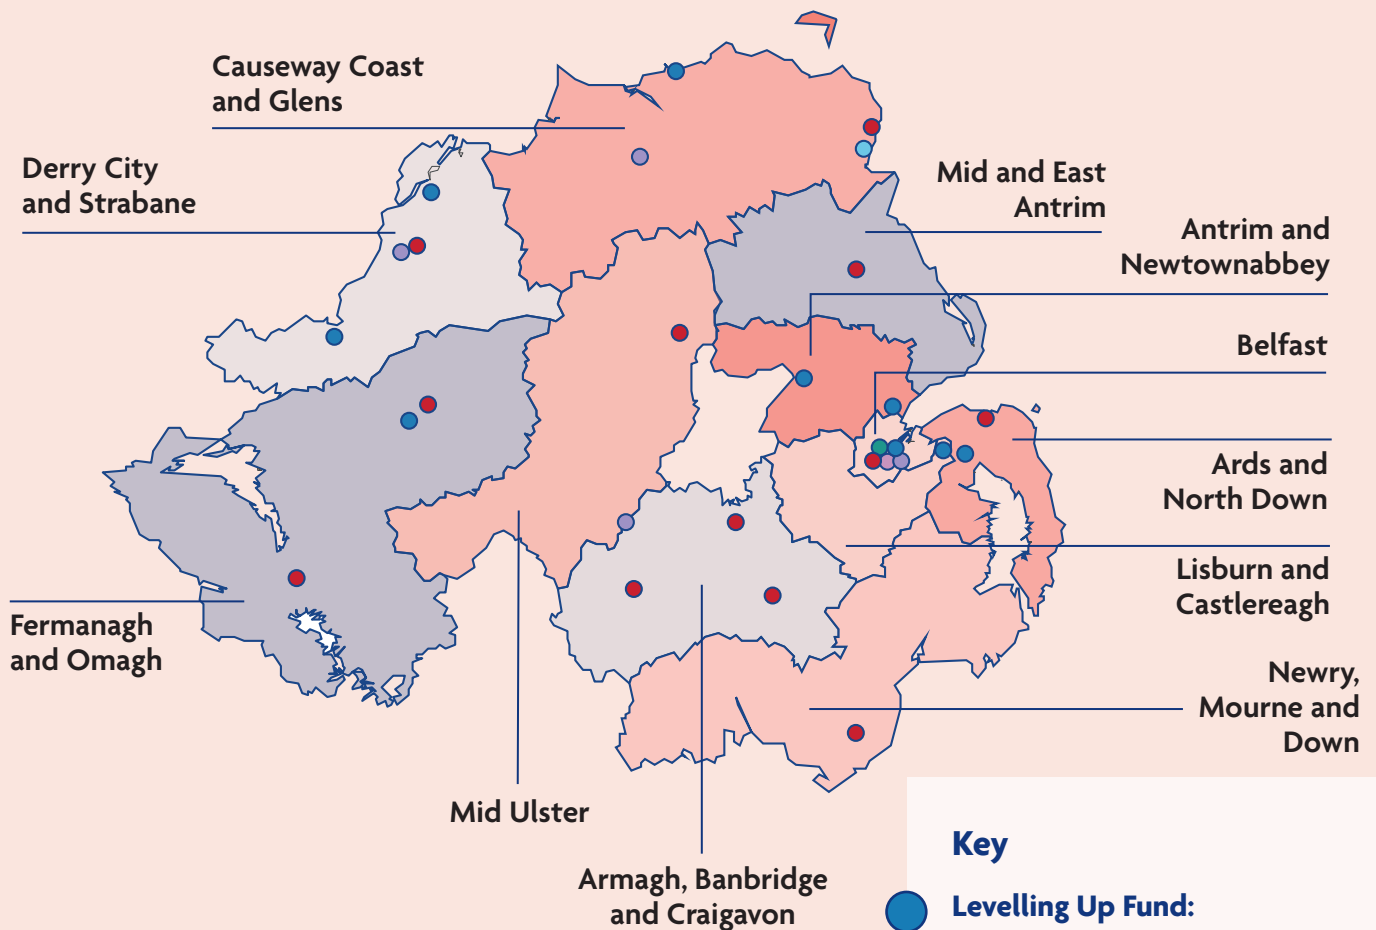 Causeway Coast
and Glens
Derry City
and Strabane
Mid and East
Antrim
Antrim and
Newtownabbey
Belfast
Ards and
North Down
Lisburn and
Castlereagh
Fermanagh
and Omagh
Newry,
Mourne and
Down
Mid Ulster
Armagh, Banbridge
and Craigavon
Key
Levelling Up Fund: